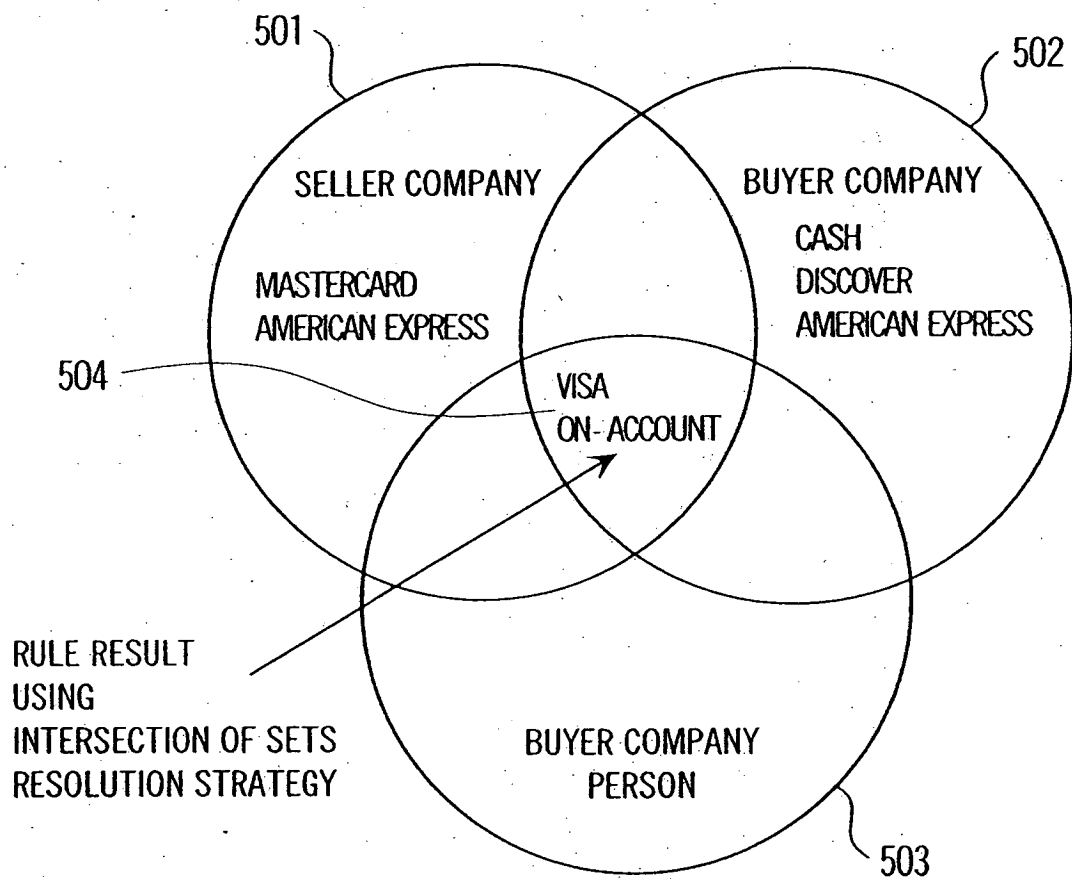 501
502
SELLER COMPANY
MASTERCARD
AMERICAN EXPRESS
BUYER COMPANY
CASH
DISCOVER
AMERICAN EXPRESS
504
VISA
ON-ACCOUNT
RULE RESULT
USING
INTERSECTION OF SETS
RESOLUTION STRATEGY
BUYER COMPANY
PERSON
503